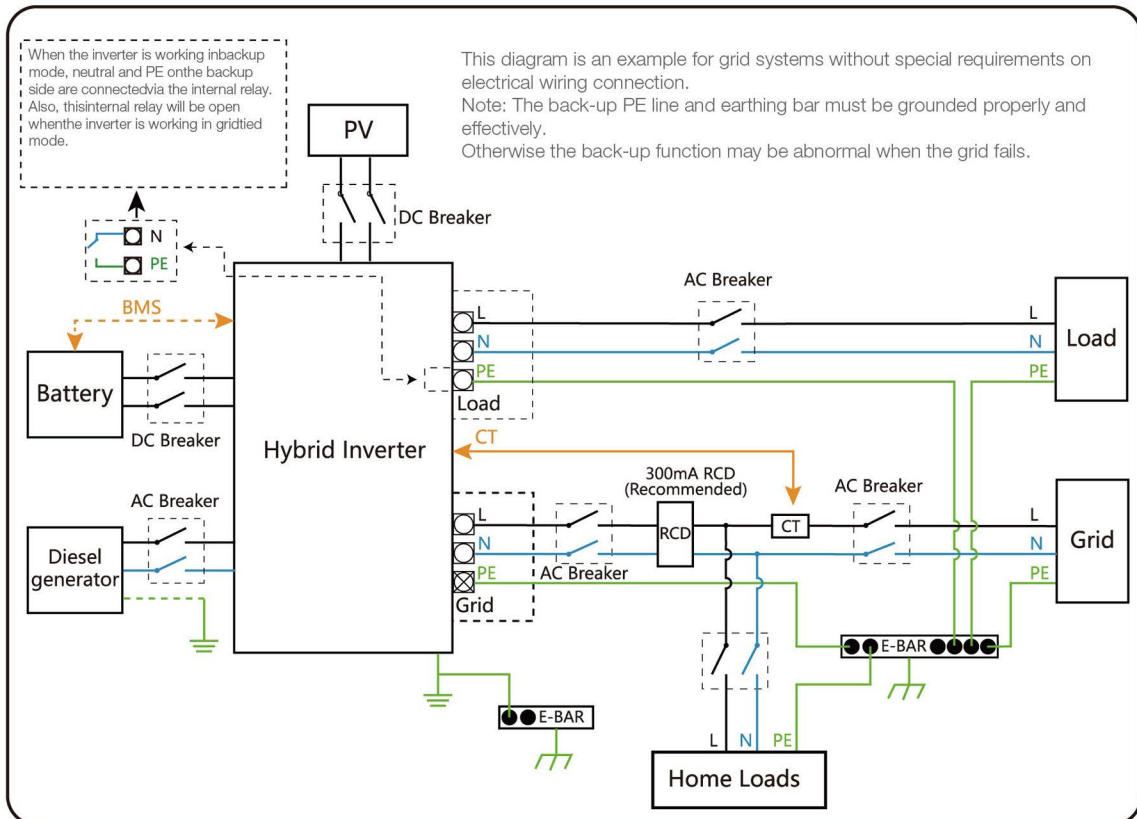 When the inverter is working inbackup
mode, neutral and PE onthe backup
side are connectedvia the internal relay.
Also, thisinternal relay will be open
whenthe inverter is working in gridtied
mode.
This diagram is an example for grid systems without special requirements on
electrical wiring connection.
Note: The back-up PE line and earthing bar must be grounded properly and
effectively.
Otherwise the back-up function may be abnormal when the grid fails.
PV
DC Breaker
N
PE
BMS
Battery
DC Breaker
AC Breaker
Diesel
generator
Hybrid Inverter
L
N
PE
Load
AC Breaker
L
N
PE
Load
CT
300mA RCD
(Recommended)
AC Breaker
L
N
PE
Grid
AC Breaker
RCD
CT
L
N
PE
Grid
E-BAR
E-BAR
L
N
PE
Home Loads